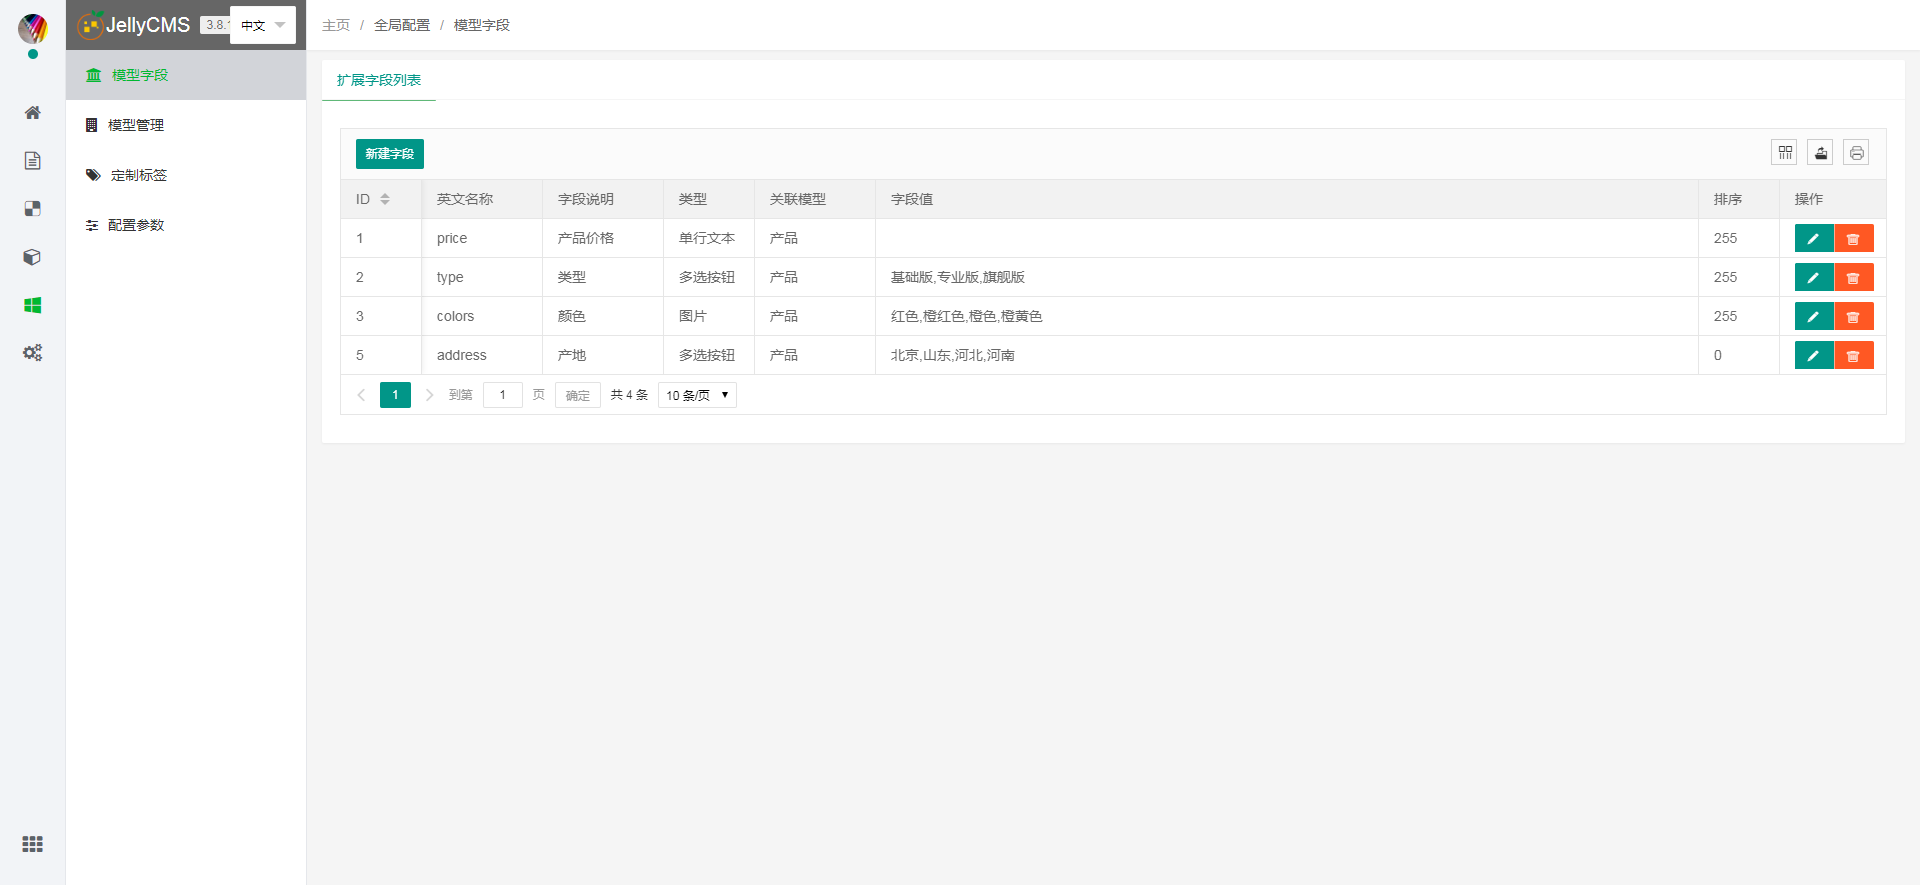 JellyCMS 3.8. 中文
主页 / 全局配置 / 模型字段
模型字段
模型管理
定制标签
配置参数
扩展字段列表
新建字段
ID 英文名称 字段说明 类型 关联模型 字段值 排序 操作
1 price 产品价格 单行文本 产品 255
2 type 类型 多选按钮 产品 基础版,专业版,旗舰版 255
3 colors 颜色 图片 产品 红色,橙红色,橙色,橙黄色 255
5 address 产地 多选按钮 产品 北京,山东,河北,河南 0
1 到第 1 页 确定 共 4 条 10 条/页